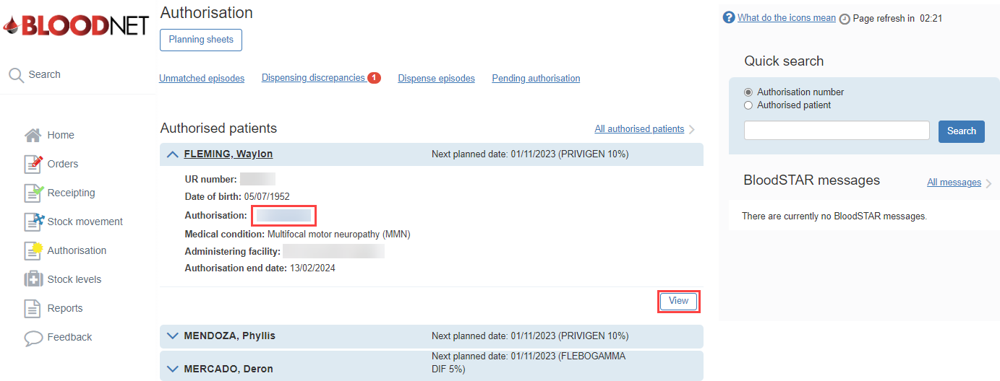 BLOODNET
Search
Home
Orders
Receipting
Stock movement
Authorisation
Stock levels
Reports
Feedback
Authorisation
Planning sheets
Unmatched episodes Dispensing discrepancies 1 Dispense episodes Pending authorisation
Authorised patients All authorised patients
FLEMING, Waylon Next planned date: 01/11/2023 (PRIVIGEN 10%)
UR number:
Date of birth: 05/07/1952
Authorisation:
Medical condition: Multifocal motor neuropathy (MMN)
Administering facility:
Authorisation end date: 13/02/2024
View
MENDOZA, Phyllis Next planned date: 01/11/2023 (PRIVIGEN 10%)
MERCADO, Deron Next planned date: 01/11/2023 (FLEBOGAMMA
DIF 5%)
? What do the icons mean Page refresh in 02:21
Quick search
Authorisation number
Authorised patient
Search
BloodSTAR messages All messages
There are currently no BloodSTAR messages.